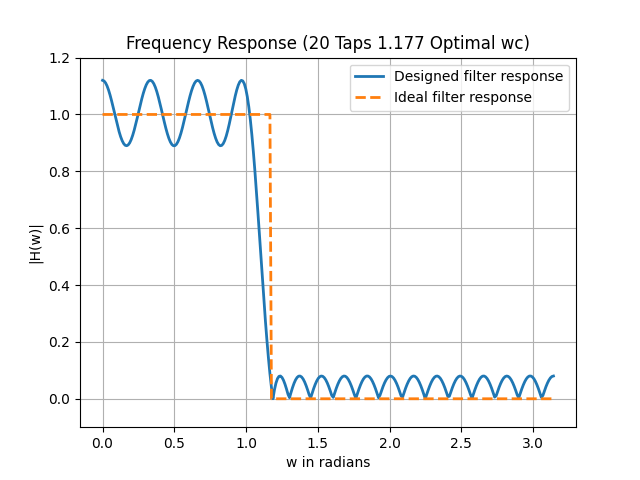 Frequency Response (20 Taps 1.177 Optimal wc)
Designed filter response
Ideal filter response
|H(w)|
1.2
1.0
0.8
0.6
0.4
0.2
0.0
0.0 0.5 1.0 1.5 2.0 2.5 3.0
w in radians